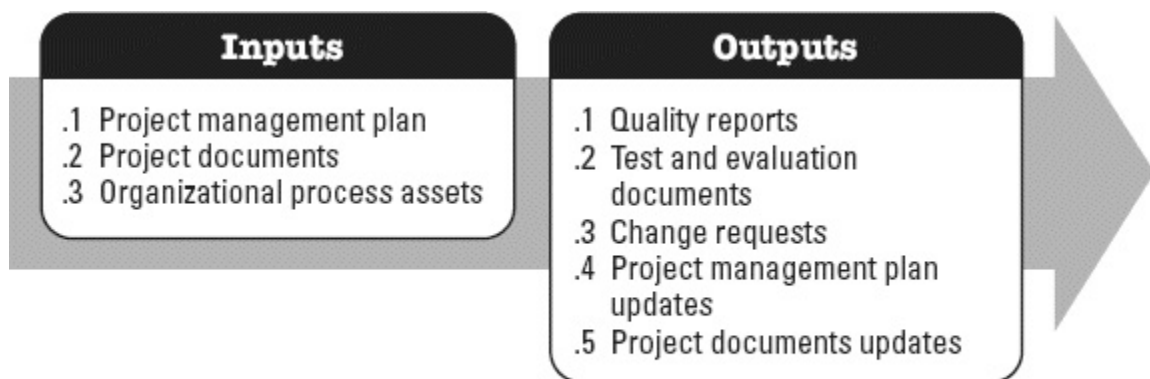 Inputs
.1 Project management plan
.2 Project documents
.3 Organizational process assets
Outputs
.1 Quality reports
.2 Test and evaluation
documents
.3 Change requests
.4 Project management plan
updates
.5 Project documents updates